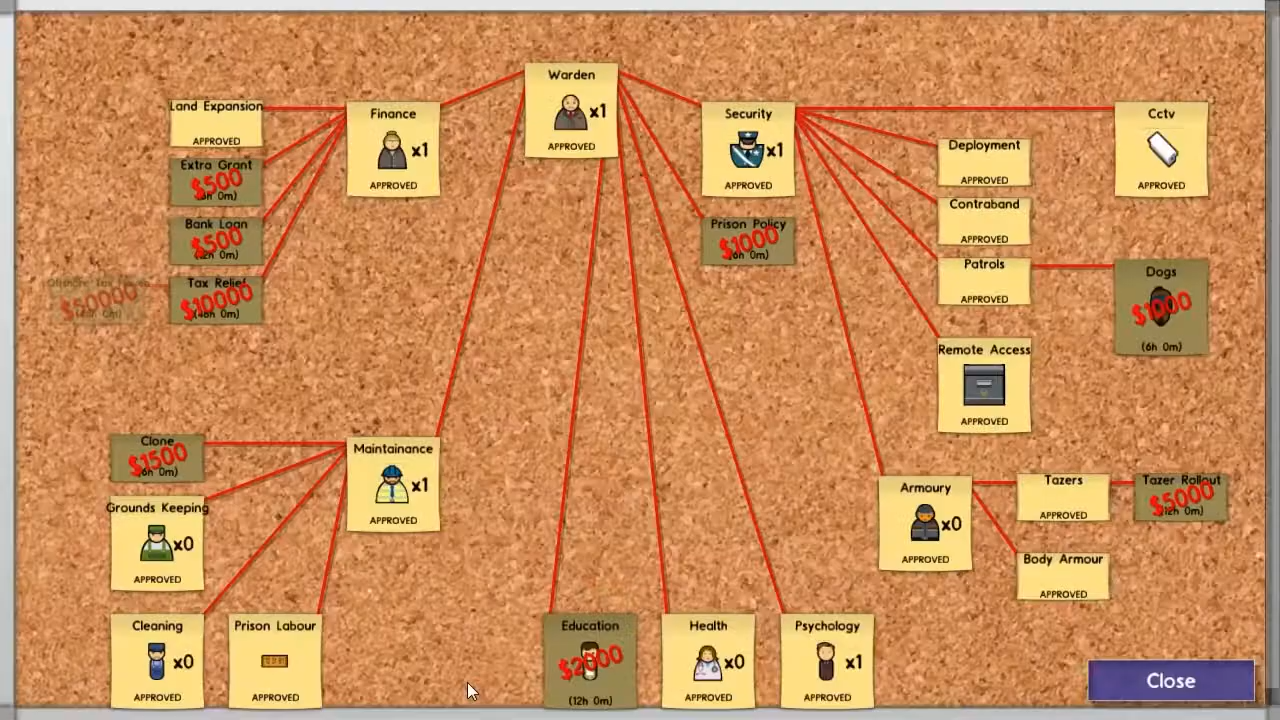 Warden
x1
APPROVED
Land Expansion
APPROVED
Finance
x1
APPROVED
Extra Grant
$500
Bank Loan
$500
Tax Relief
$10000
$50000
Security
x1
APPROVED
Prison Policy
$1000
Cctv
APPROVED
Deployment
APPROVED
Contraband
APPROVED
Patrols
APPROVED
Dogs
$1000
(6h 0m)
Remote Access
APPROVED
Clone
$1500
Maintainance
x1
APPROVED
Grounds Keeping
x0
APPROVED
Cleaning
x0
APPROVED
Prison Labour
APPROVED
Armoury
x0
APPROVED
Tazers
APPROVED
Tazer Rollout
$5000
Body Armour
APPROVED
Education
$2000
(12h 0m)
Health
x0
APPROVED
Psychology
x1
APPROVED
Close